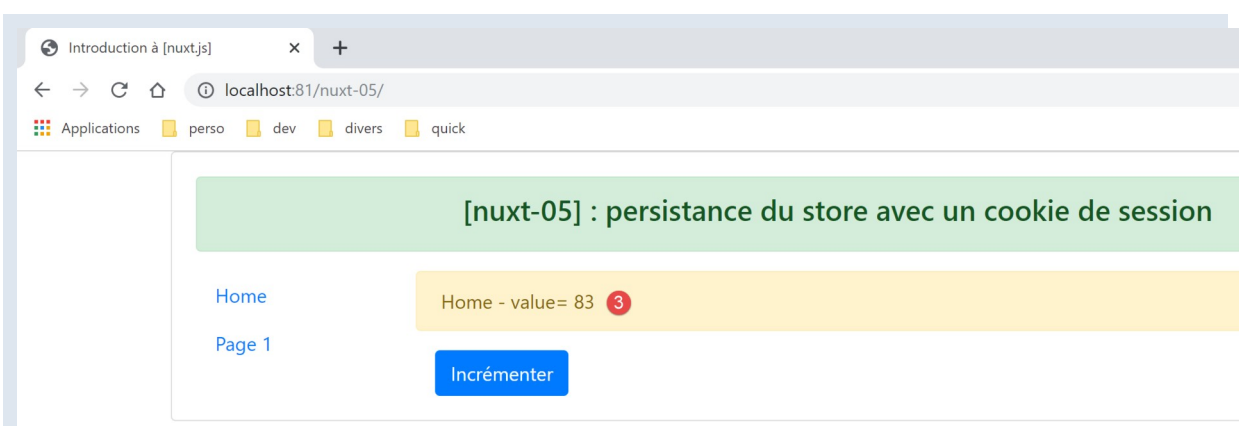 Introduction à [nuxt.js]
localhost:81/nuxt-05/
Applications perso dev divers quick
[nuxt-05] : persistance du store avec un cookie de session
Home
Home - value= 83 3
Page 1
Incrémenter